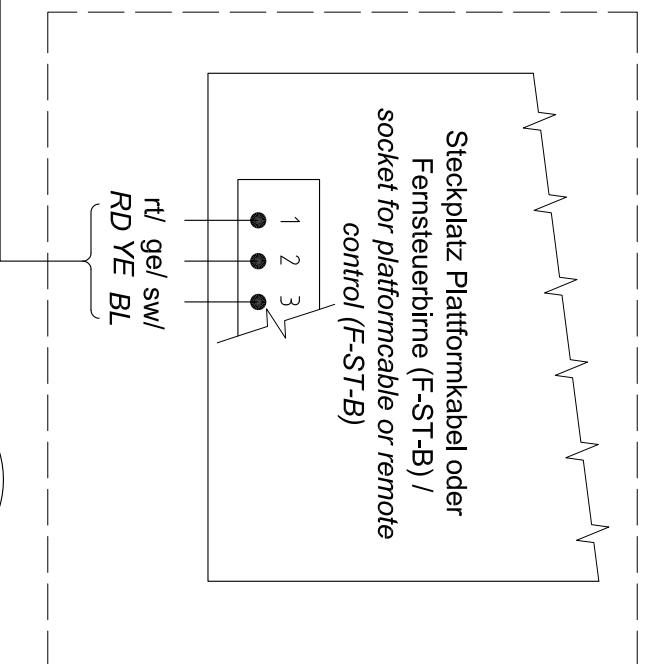 Steckplatz Plattformkabel oder
Fernsteuerbirne (F-ST-B) /
socket for platformcable or remote
control (F-ST-B)
1 2 3
rt/ ge/ sw/
RD YE BL